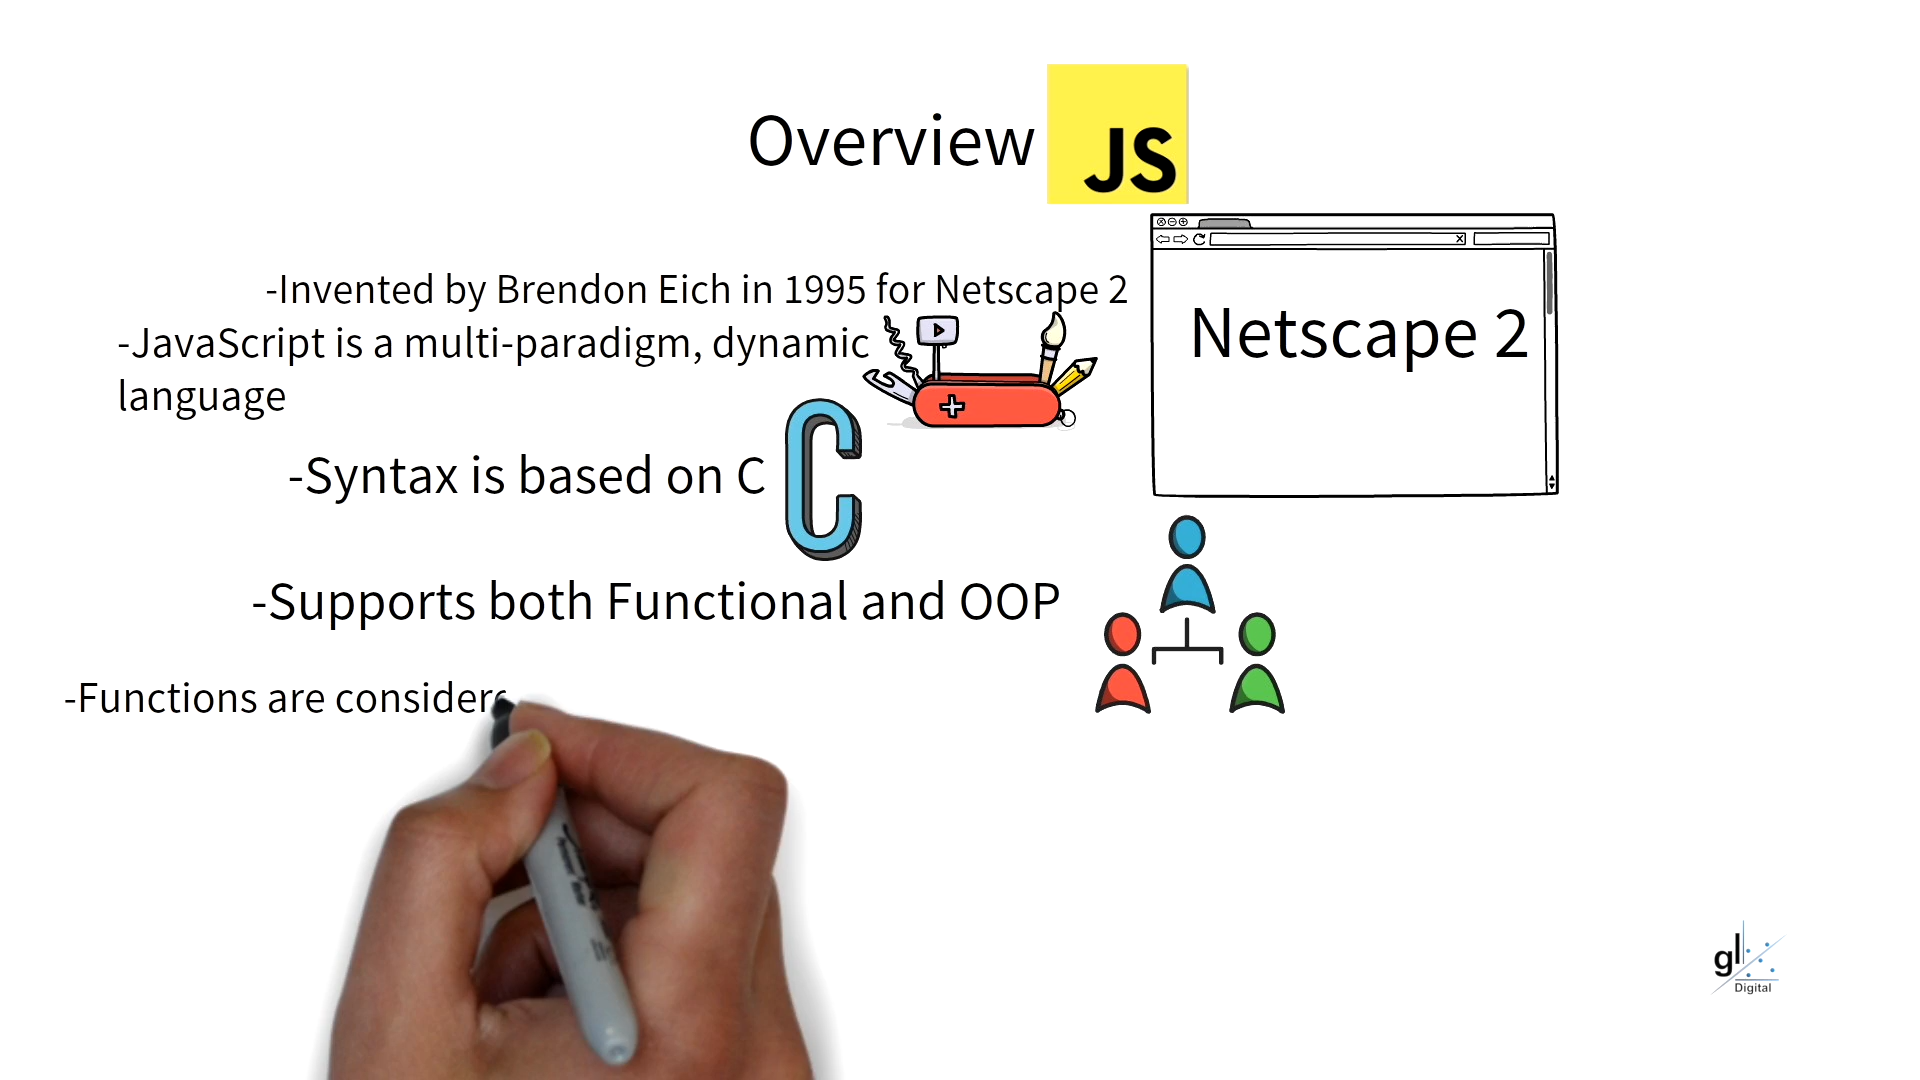 Overview JS
-Invented by Brendon Eich in 1995 for Netscape 2
Netscape 2
-JavaScript is a multi-paradigm, dynamic
language
-Syntax is based on C
C
-Supports both Functional and OOP
-Functions are consider
gl
Digital